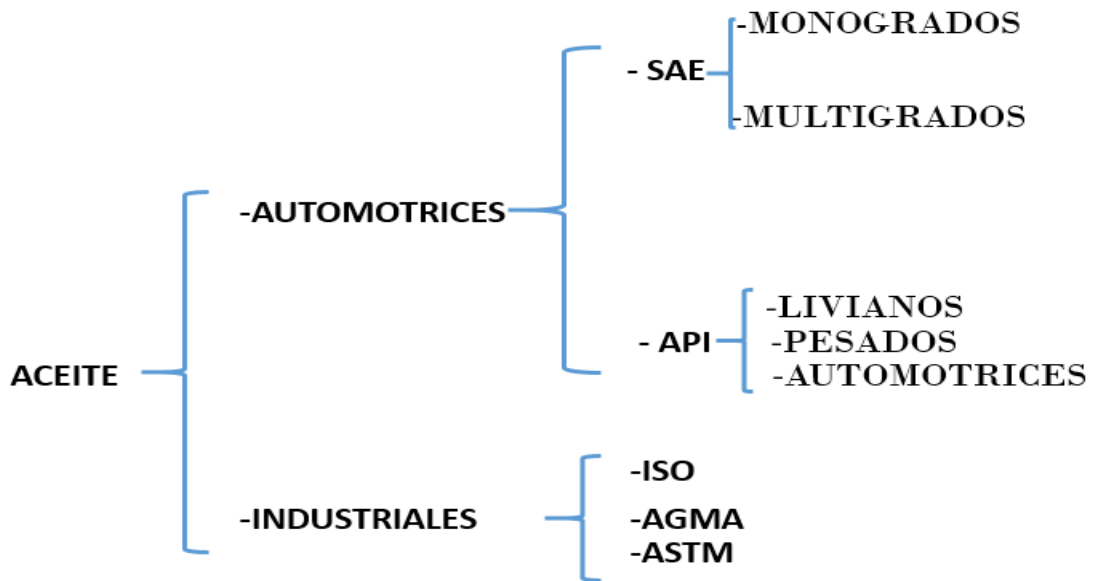 -MONOGRADOS
- SAE
-MULTIGRADOS
-AUTOMOTRICES
-LIVIANOS
- API
-PESADOS
-AUTOMOTRICES
ACEITE
-ISO
-INDUSTRIALES
-AGMA
-ASTM